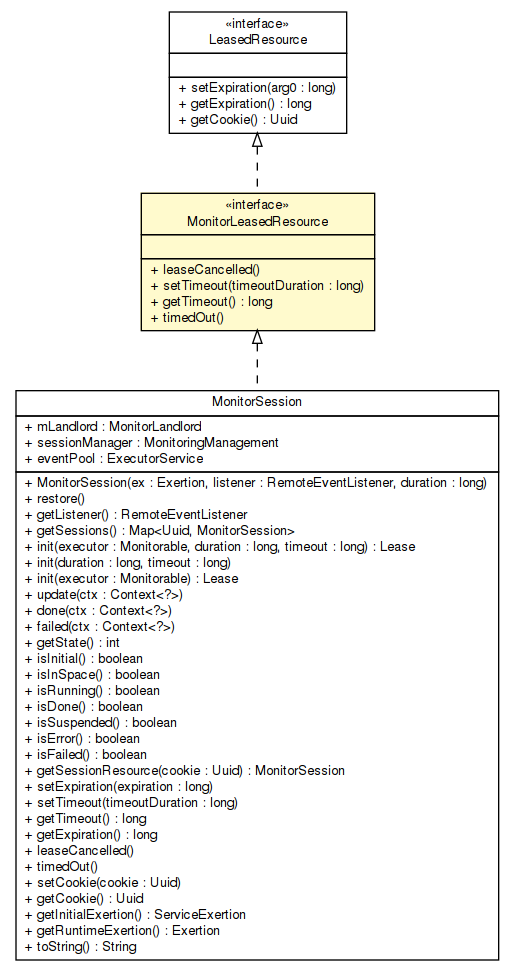 «interface»
LeasedResource
+ setExpiration(arg0 : long)
+ getExpiration() : long
+ getCookie() : Uuid
«interface»
MonitorLeasedResource
+ leaseCancelled()
+ setTimeout(timeoutDuration : long)
+ getTimeout() : long
+ timedOut()
MonitorSession
+ mLandlord : MonitorLandlord
+ sessionManager : MonitoringManagement
+ eventPool : ExecutorService
+ MonitorSession(ex : Exertion, listener : RemoteEventListener, duration : long)
+ restore()
+ getListener() : RemoteEventListener
+ getSessions() : Map<Uuid, MonitorSession>
+ init(executor : Monitorable, duration : long, timeout : long) : Lease
+ init(duration : long, timeout : long)
+ init(executor : Monitorable) : Lease
+ update(ctx : Context<?>)
+ done(ctx : Context<?>)
+ failed(ctx : Context<?>)
+ getState() : int
+ isInitial() : boolean
+ isInSpace() : boolean
+ isRunning() : boolean
+ isDone() : boolean
+ isSuspended() : boolean
+ isError() : boolean
+ isFailed() : boolean
+ getSessionResource(cookie : Uuid) : MonitorSession
+ setExpiration(expiration : long)
+ setTimeout(timeoutDuration : long)
+ getTimeout() : long
+ getExpiration() : long
+ leaseCancelled()
+ timedOut()
+ setCookie(cookie : Uuid)
+ getCookie() : Uuid
+ getInitialExertion() : ServiceExertion
+ getRuntimeExertion() : Exertion
+ toString() : String